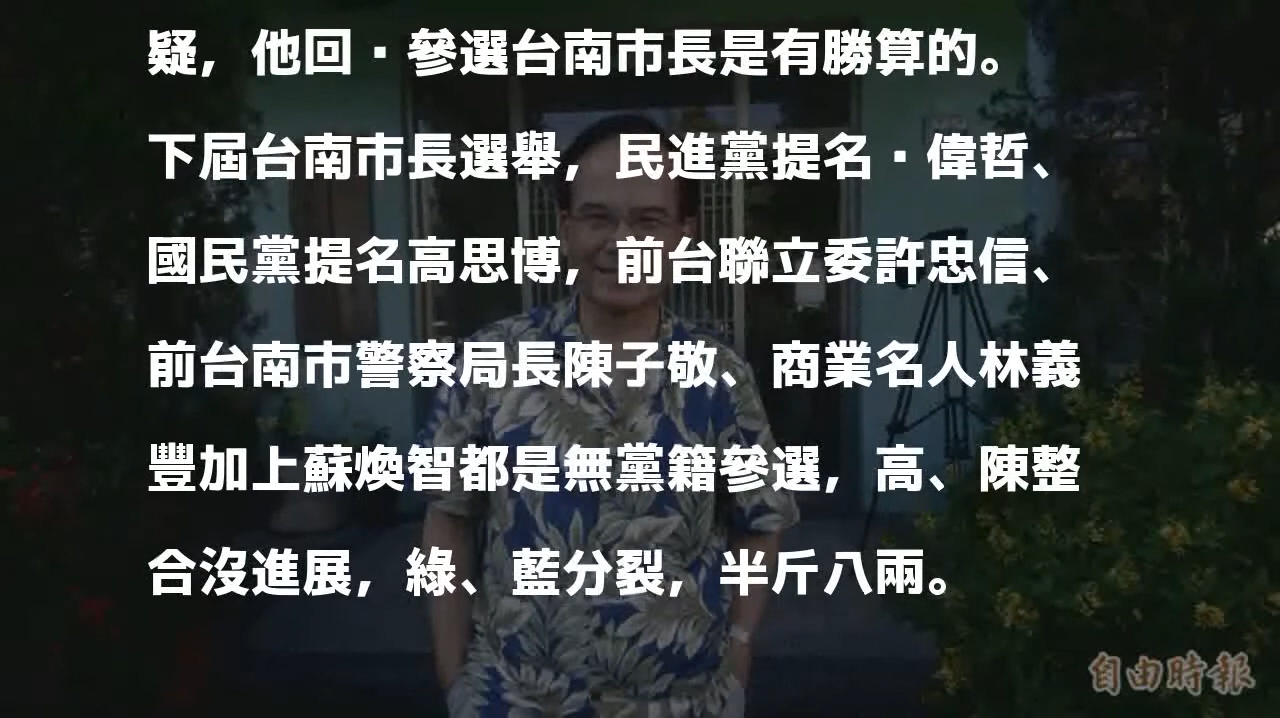 疑，他回·參選台南市長是有勝算的。
下屆台南市長選舉，民進黨提名·偉哲、
國民黨提名高思博，前台聯立委許忠信、
前台南市警察局長陳子敬、商業名人林義
豐加上蘇煥智都是無黨籍參選，高、陳整
合沒進展，綠、藍分裂，半斤八兩。
自由時報